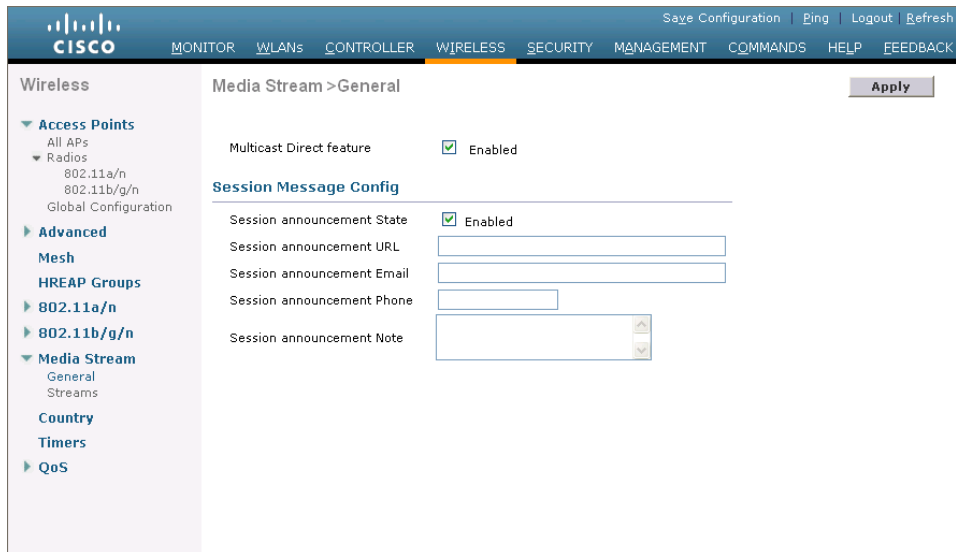 Save Configuration | Ping | Logout | Refresh
CISCO
MONITOR WLANs CONTROLLER WIRELESS SECURITY MANAGEMENT COMMANDS HELP FEEDBACK
Wireless
Access Points
All APs
Radios
802.11a/n
802.11b/g/n
Global Configuration
Advanced
Mesh
HREAP Groups
802.11a/n
802.11b/g/n
Media Stream
General
Streams
Country
Timers
QoS
Media Stream >General
Apply
Multicast Direct feature Enabled
Session Message Config
Session announcement State Enabled
Session announcement URL
Session announcement Email
Session announcement Phone
Session announcement Note